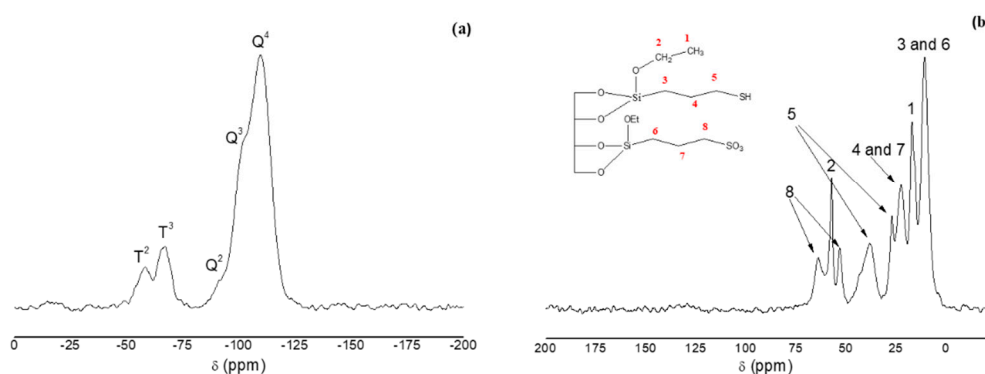 (a)
Q⁴
Q³
T³
T²
Q²
0 -25 -50 -75 -100 -125 -150 -175 -200
δ (ppm)
(b)
3 and 6
1
5
4 and 7
2
8
2 1
CH₂ CH₃
O
3 5
O Si SH
O 4
OEt
6 8
O Si SO₃
O 7
200 175 150 125 100 75 50 25 0
δ (ppm)